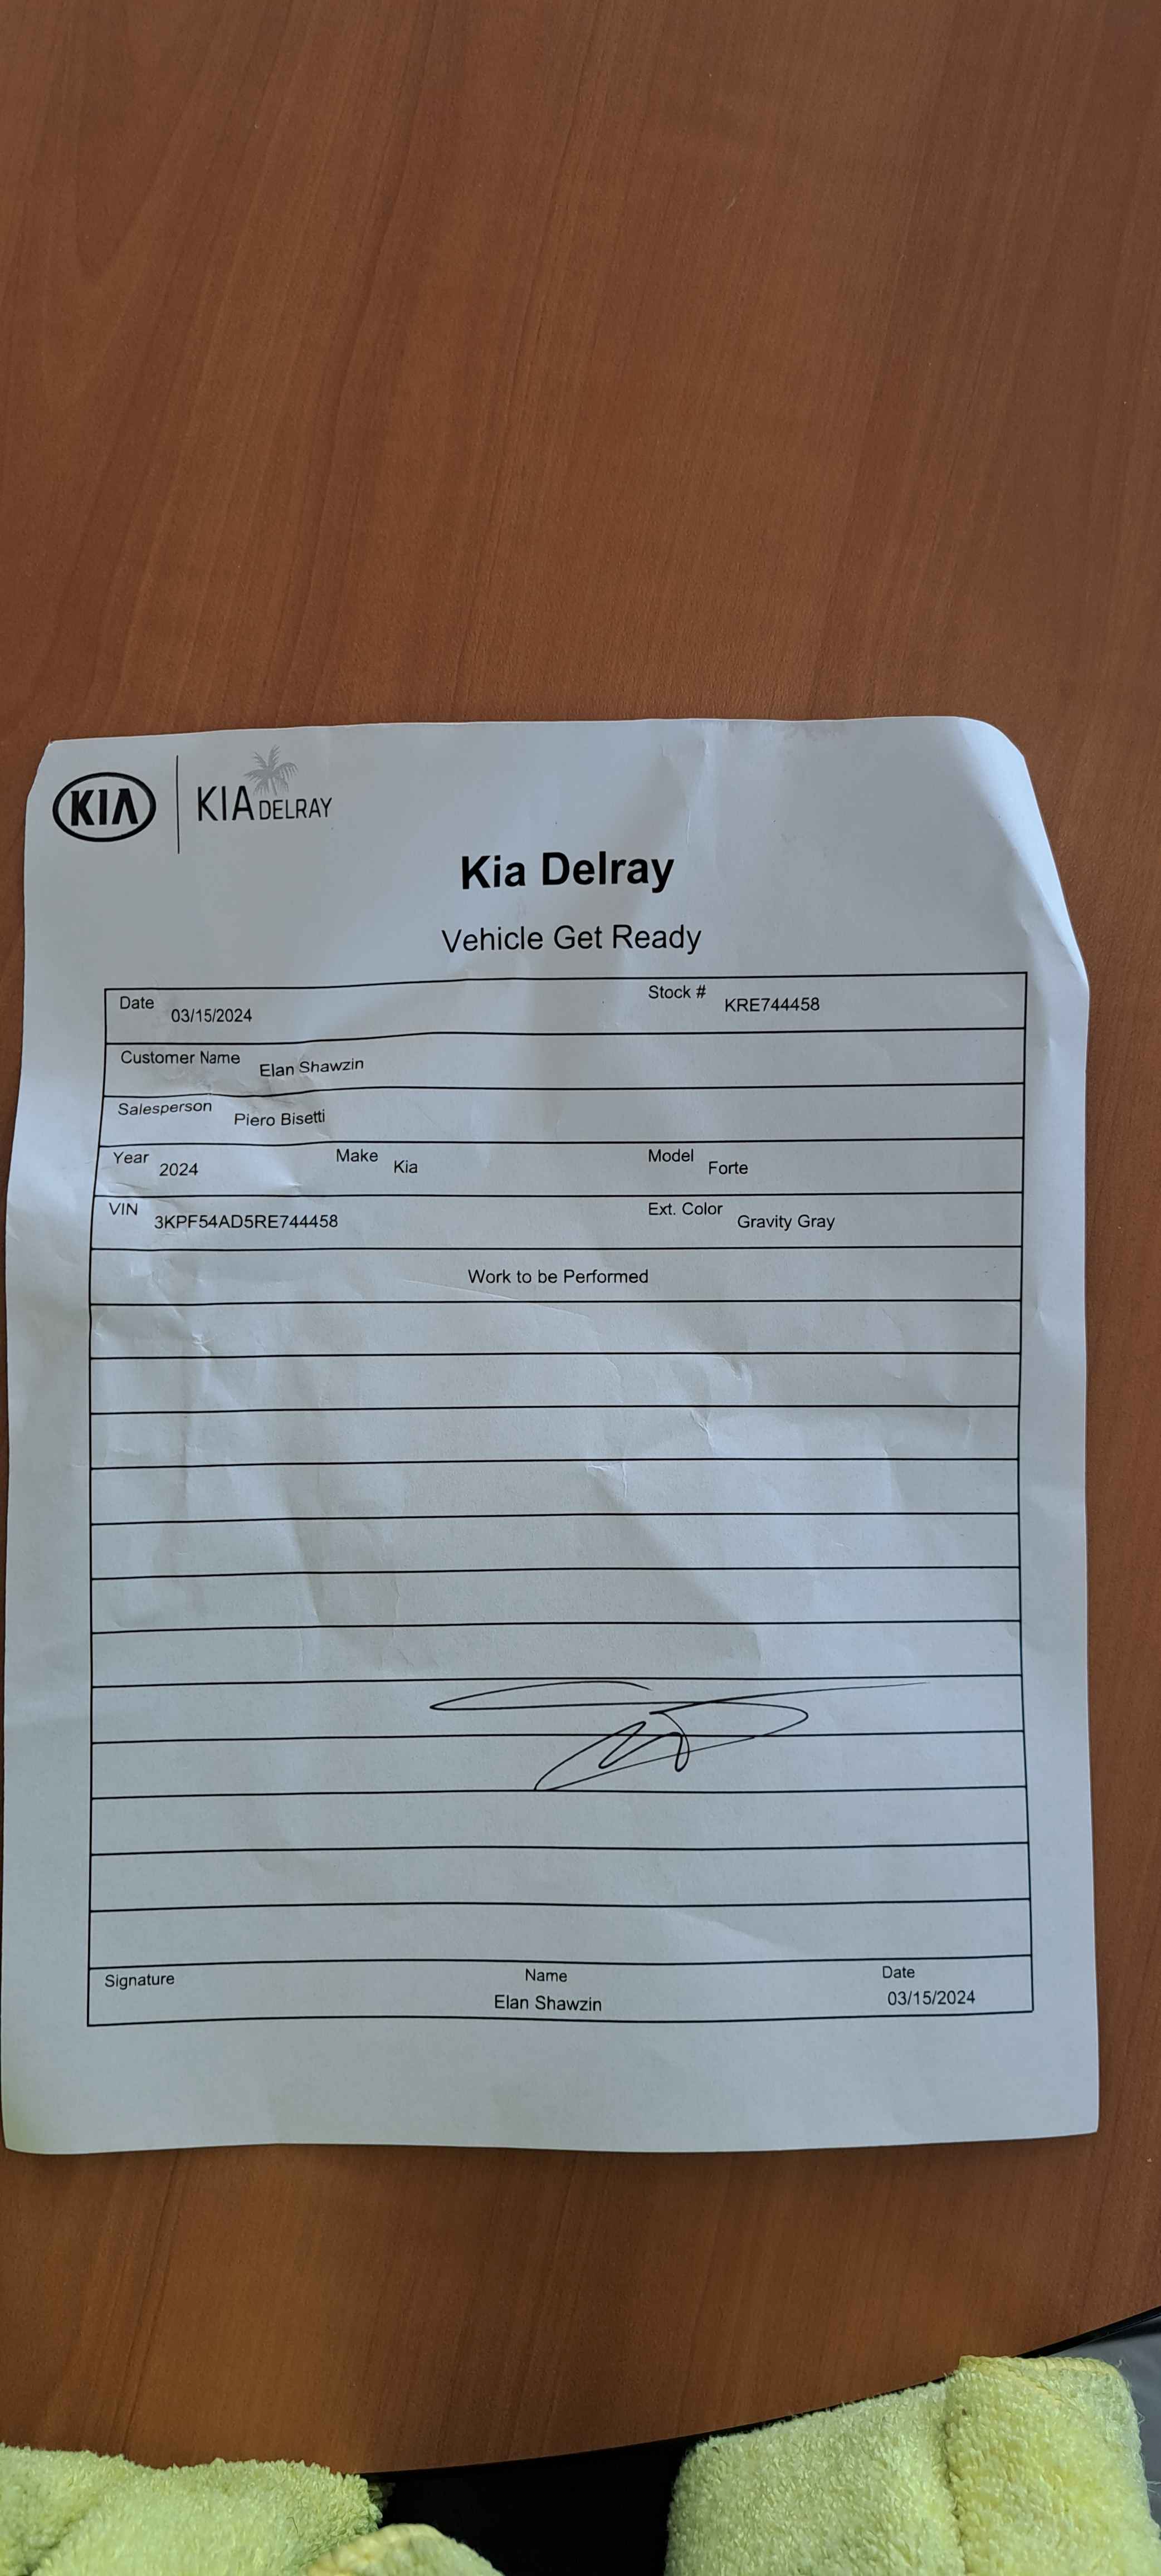 KIA KIA DELRAY
Kia Delray
Vehicle Get Ready
Date 03/15/2024 Stock # KRE744458
Customer Name Elan Shawzin
Salesperson Piero Bisetti
Year 2024 Make Kia Model Forte
VIN 3KPF54AD5RE744458 Ext. Color Gravity Gray
Work to be Performed
Signature Name Date
Elan Shawzin 03/15/2024